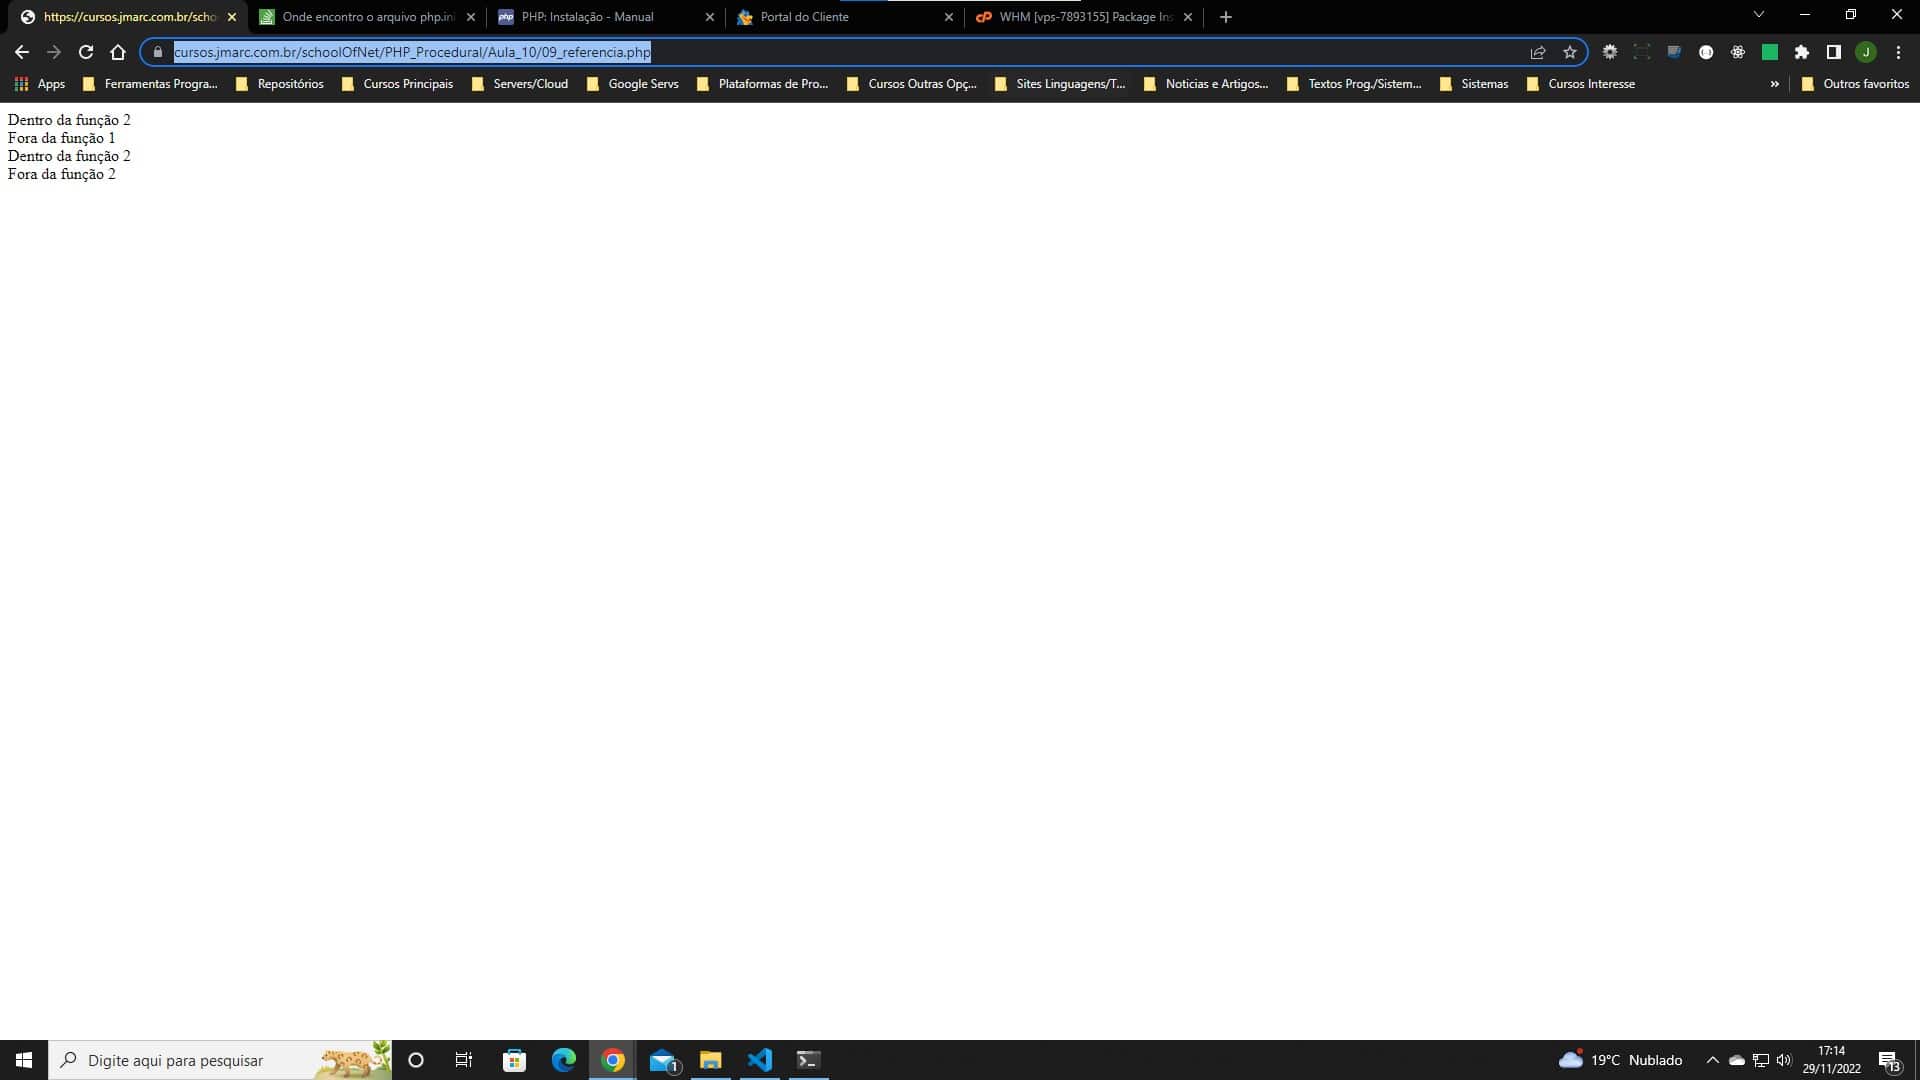 https://cursos.jmarc.com.br/scho
Onde encontro o arquivo php.ini
php
PHP: Instalação - Manual
Portal do Cliente
cP
WHM [vps-7893155] Package Ins
cursos.jmarc.com.br/schoolOfNet/PHP_Procedural/Aula_10/09_referencia.php
J
Apps
Ferramentas Progra...
Repositórios
Cursos Principais
Servers/Cloud
Google Servs
Plataformas de Pro...
Cursos Outras Opç...
Sites Linguagens/T...
Noticias e Artigos...
Textos Prog./Sistem...
Sistemas
Cursos Interesse
»
Outros favoritos
Dentro da função 2
Fora da função 1
Dentro da função 2
Fora da função 2
Digite aqui para pesquisar
1
19°C Nublado
17:14
29/11/2022
13